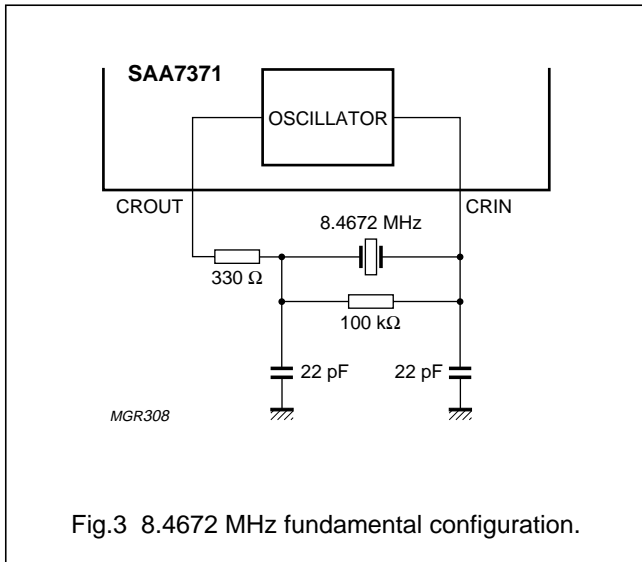 SAA7371
OSCILLATOR
CROUT
CRIN
8.4672 MHz
330 Ω
100 kΩ
22 pF
22 pF
MGR308
Fig.3 8.4672 MHz fundamental configuration.